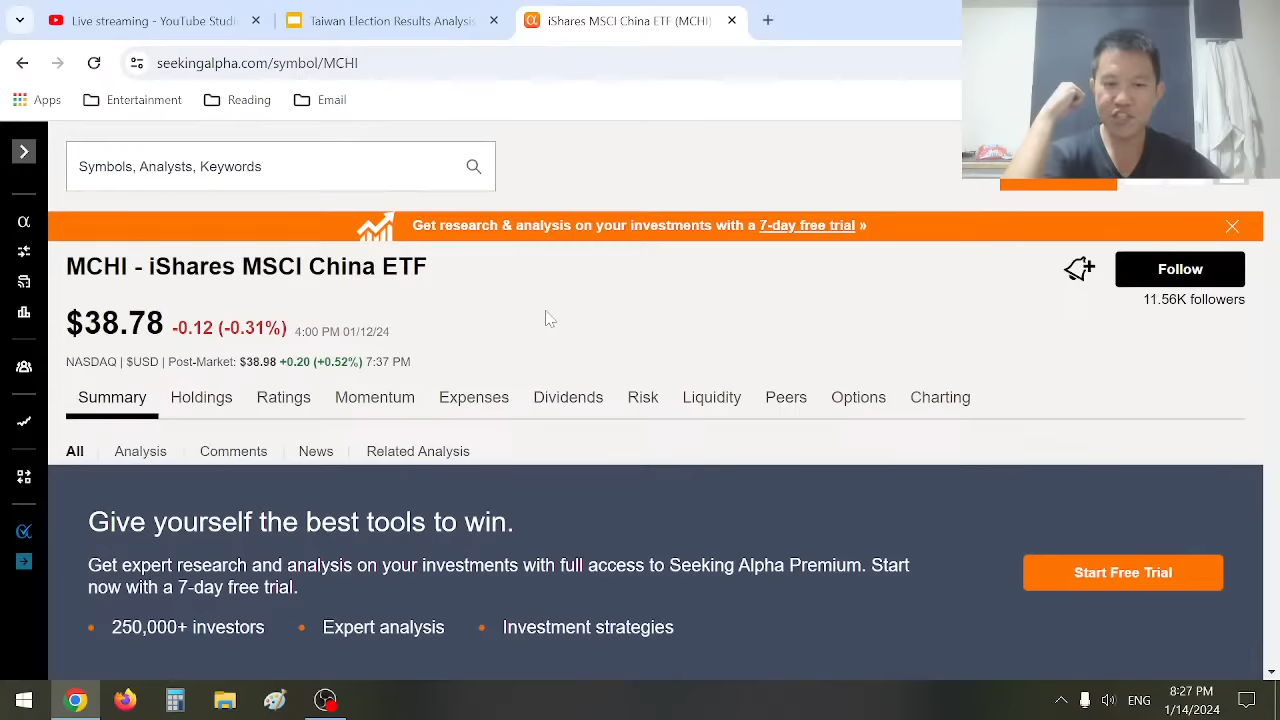 Live streaming - YouTube Studi
Taiwan Election Results Analysis
iShares MSCI China ETF (MCHI)
seekingalpha.com/symbol/MCHI
Apps
Entertainment
Reading
Email
Symbols, Analysts, Keywords
Get research & analysis on your investments with a 7-day free trial »
MCHI - iShares MSCI China ETF
Follow
11.56K followers
$38.78 -0.12 (-0.31%) 4:00 PM 01/12/24
NASDAQ | $USD | Post-Market: $38.98 +0.20 (+0.52%) 7:37 PM
Summary Holdings Ratings Momentum Expenses Dividends Risk Liquidity Peers Options Charting
All Analysis Comments News Related Analysis
Give yourself the best tools to win.
Get expert research and analysis on your investments with full access to Seeking Alpha Premium. Start
now with a 7-day free trial.
Start Free Trial
• 250,000+ investors • Expert analysis • Investment strategies
ENG
8:27 PM
1/14/2024